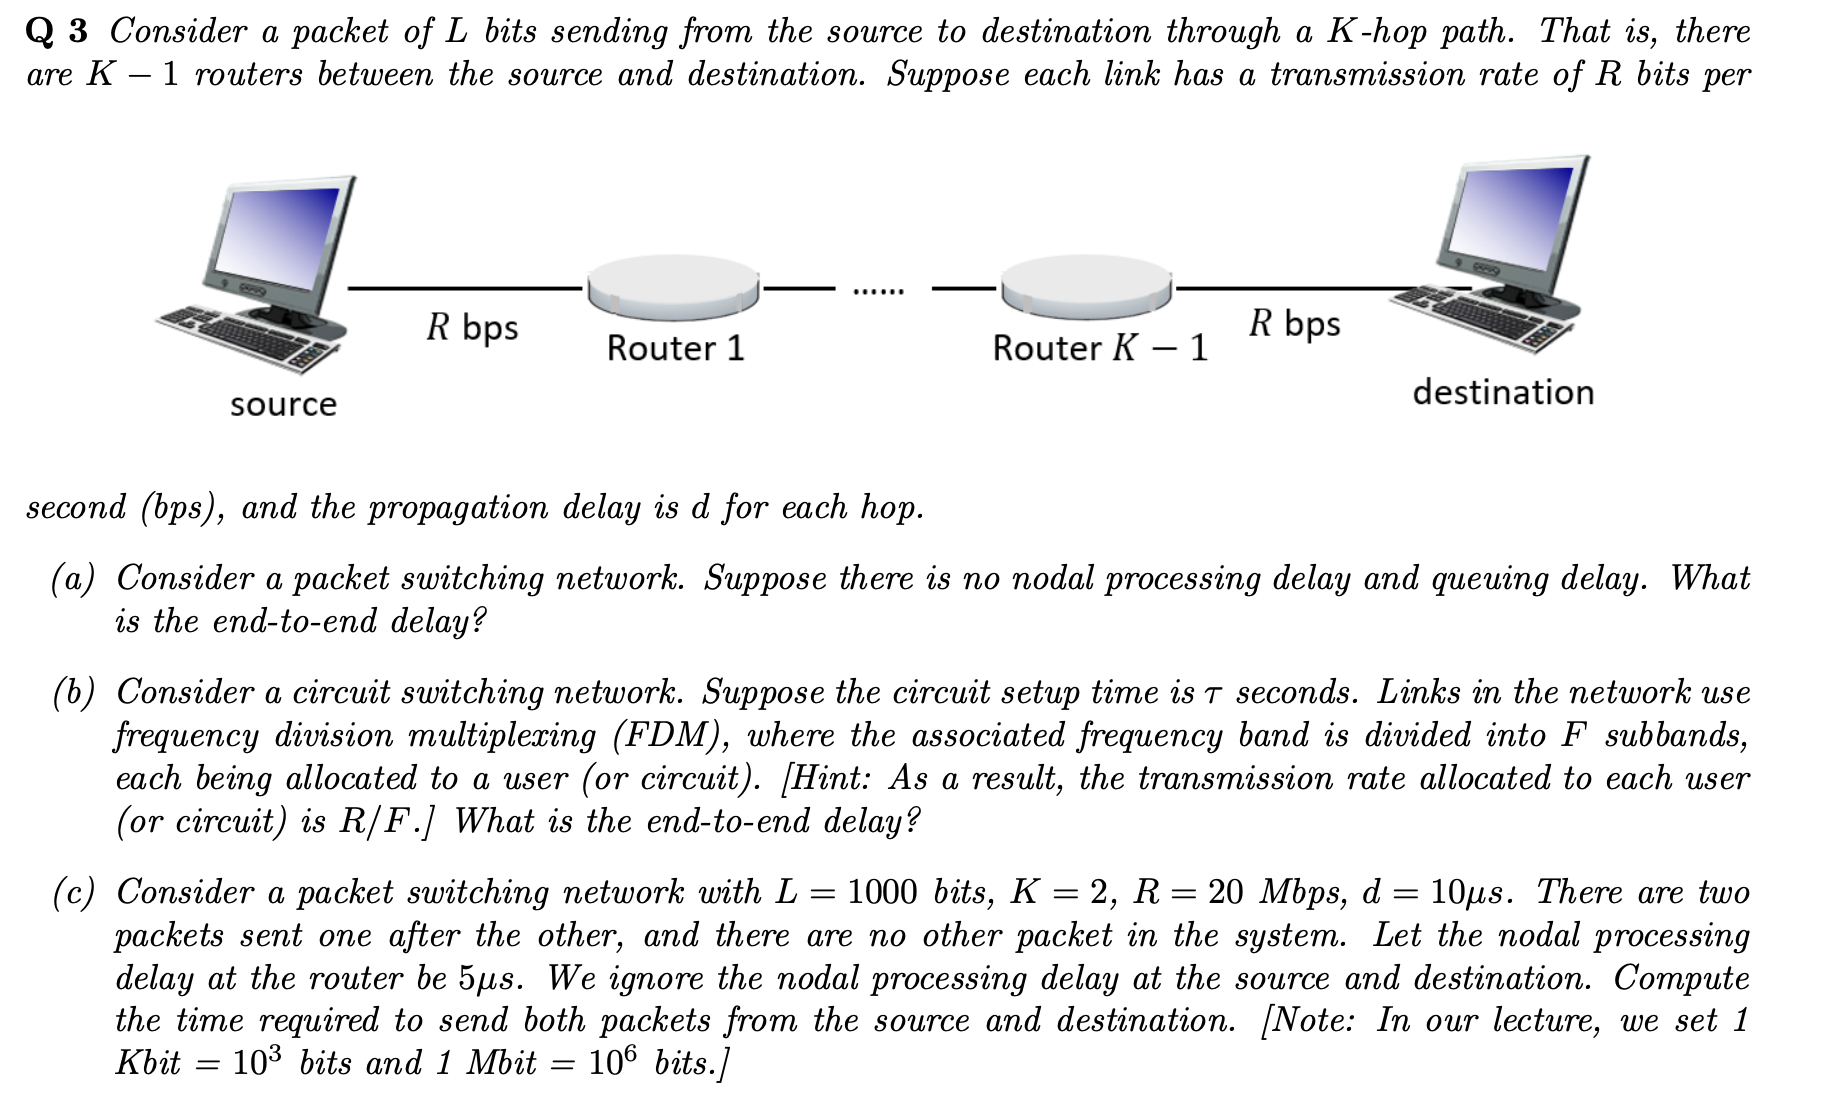 Q 3 Consider a packet of L bits sending from the source to destination through a K-hop path. That is, there
are K − 1 routers between the source and destination. Suppose each link has a transmission rate of R bits per
R bps
Router 1
......
Router K − 1
R bps
source
destination
second (bps), and the propagation delay is d for each hop.
(a) Consider a packet switching network. Suppose there is no nodal processing delay and queuing delay. What
is the end-to-end delay?
(b) Consider a circuit switching network. Suppose the circuit setup time is τ seconds. Links in the network use
frequency division multiplexing (FDM), where the associated frequency band is divided into F subbands,
each being allocated to a user (or circuit). [Hint: As a result, the transmission rate allocated to each user
(or circuit) is R/F.] What is the end-to-end delay?
(c) Consider a packet switching network with L = 1000 bits, K = 2, R = 20 Mbps, d = 10μs. There are two
packets sent one after the other, and there are no other packet in the system. Let the nodal processing
delay at the router be 5μs. We ignore the nodal processing delay at the source and destination. Compute
the time required to send both packets from the source and destination. [Note: In our lecture, we set 1
Kbit = 10³ bits and 1 Mbit = 10⁶ bits.]